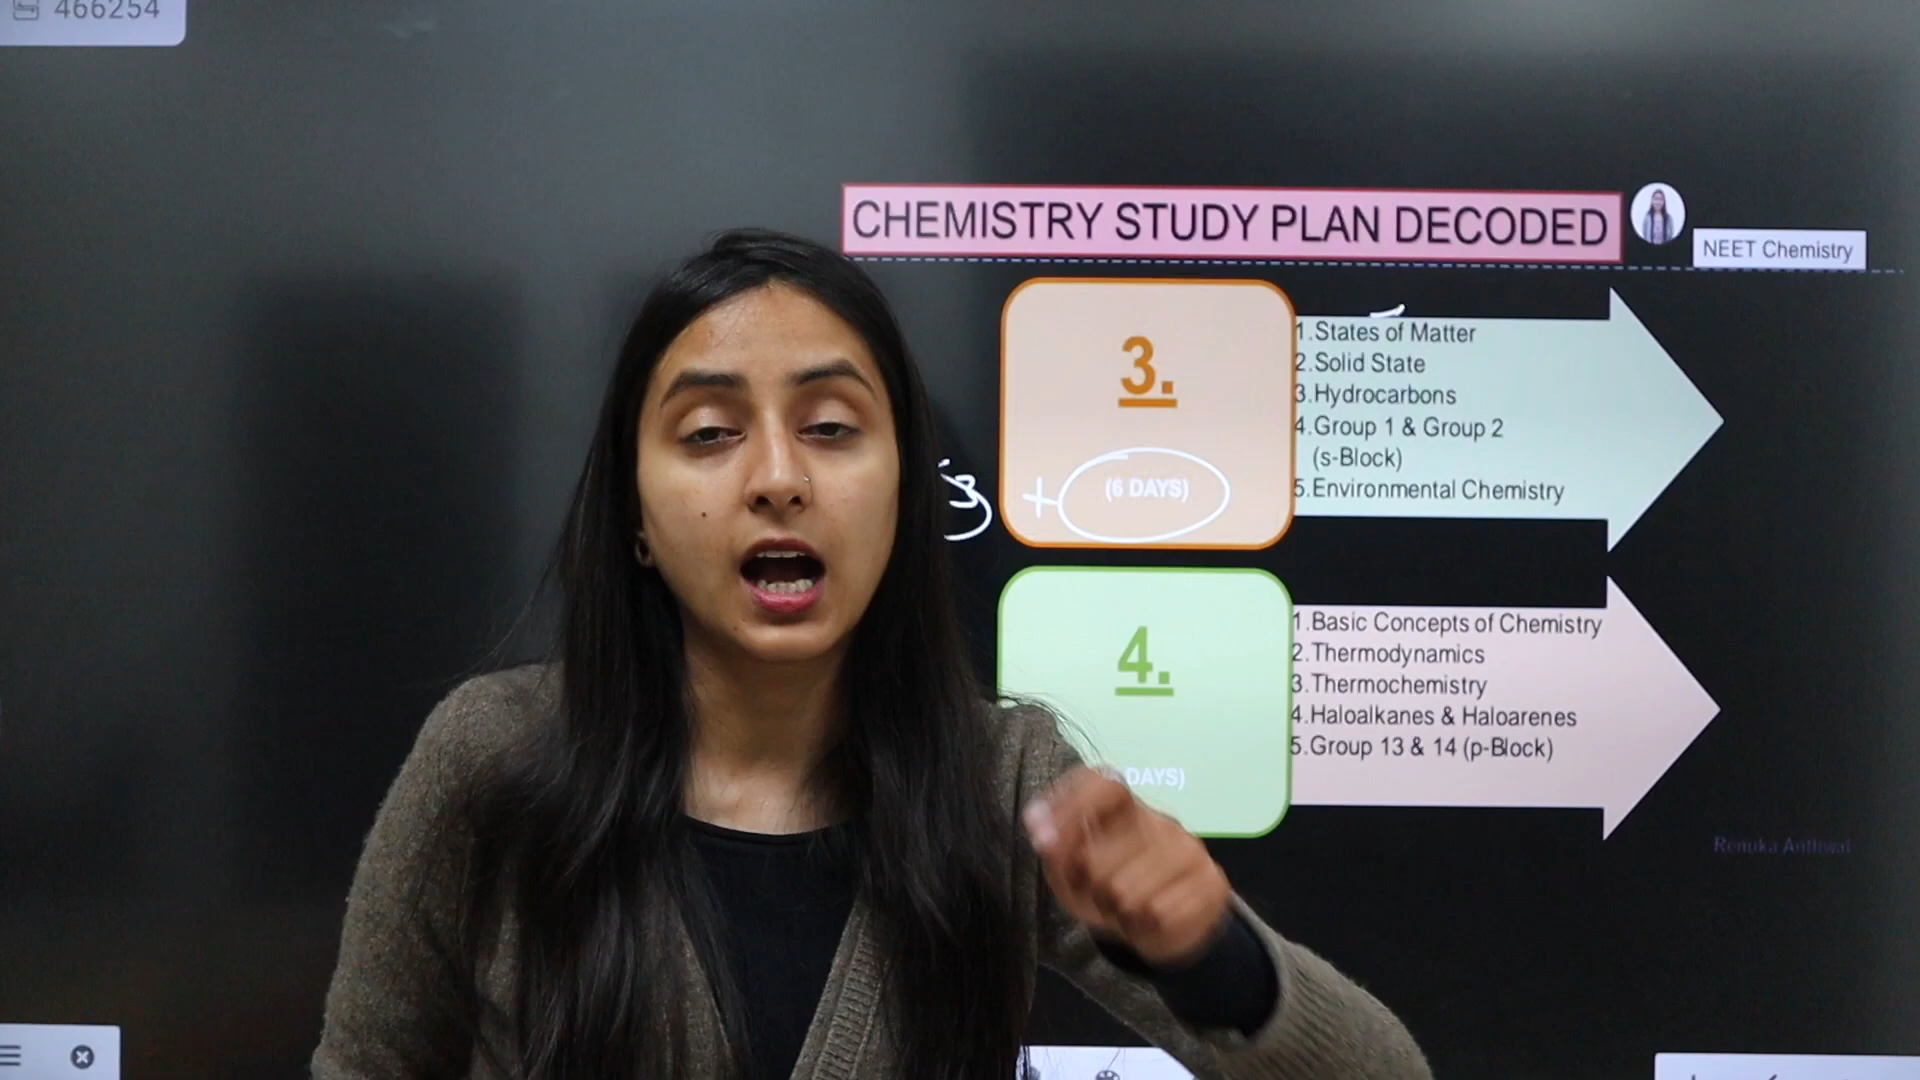 466254
CHEMISTRY STUDY PLAN DECODED
NEET Chemistry
3.
(6 DAYS)
+
1.States of Matter
2.Solid State
3.Hydrocarbons
4.Group 1 & Group 2
(s-Block)
5.Environmental Chemistry
4.
DAYS)
1.Basic Concepts of Chemistry
2.Thermodynamics
3.Thermochemistry
4.Haloalkanes & Haloarenes
5.Group 13 & 14 (p-Block)
Renuka